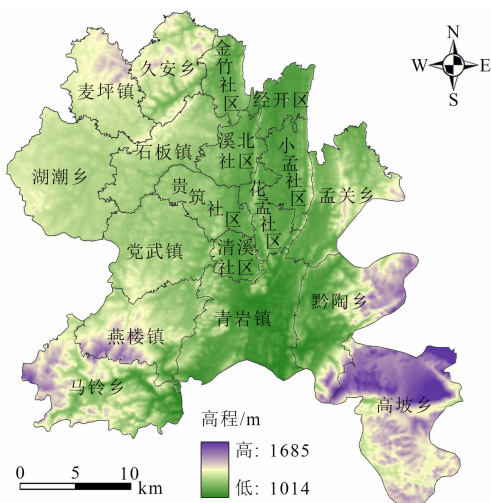 N
W E
S
麦坪镇
久安乡
金竹社区
经开区
湖潮乡
石板镇
溪北
社区
小孟社区
孟关乡
贵筑
社区
花孟社区
党武镇
清溪
社区
黔陶乡
青岩镇
燕楼镇
马铃乡
高坡乡
高程/m
高: 1685
低: 1014
0 5 10
km